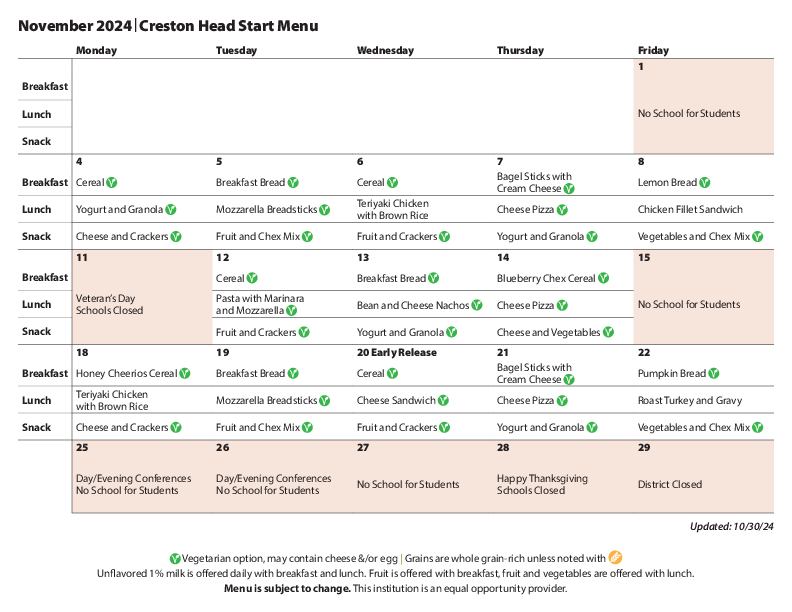 November 2024 | Creston Head Start Menu
Monday Tuesday Wednesday Thursday Friday
1
Breakfast
Lunch No School for Students
Snack
4 5 6 7 8
Breakfast Cereal V Breakfast Bread V Cereal V Bagel Sticks with Cream Cheese V Lemon Bread V
Lunch Yogurt and Granola V Mozzarella Breadsticks V Teriyaki Chicken with Brown Rice Cheese Pizza V Chicken Fillet Sandwich
Snack Cheese and Crackers V Fruit and Chex Mix V Fruit and Crackers V Yogurt and Granola V Vegetables and Chex Mix V
11 12 13 14 15
Breakfast Cereal V Breakfast Bread V Blueberry Chex Cereal V
Lunch Veteran's Day Schools Closed Pasta with Marinara and Mozzarella V Bean and Cheese Nachos V Cheese Pizza V No School for Students
Snack Fruit and Crackers V Yogurt and Granola V Cheese and Vegetables V
18 19 20 Early Release 21 22
Breakfast Honey Cheerios Cereal V Breakfast Bread V Cereal V Bagel Sticks with Cream Cheese V Pumpkin Bread V
Lunch Teriyaki Chicken with Brown Rice Mozzarella Breadsticks V Cheese Sandwich V Cheese Pizza V Roast Turkey and Gravy
Snack Cheese and Crackers V Fruit and Chex Mix V Fruit and Crackers V Yogurt and Granola V Vegetables and Chex Mix V
25 26 27 28 29
Day/Evening Conferences No School for Students Day/Evening Conferences No School for Students No School for Students Happy Thanksgiving Schools Closed District Closed
Updated: 10/30/24
V Vegetarian option, may contain cheese &/or egg | Grains are whole grain-rich unless noted with
Unflavored 1% milk is offered daily with breakfast and lunch. Fruit is offered with breakfast, fruit and vegetables are offered with lunch.
Menu is subject to change. This institution is an equal opportunity provider.